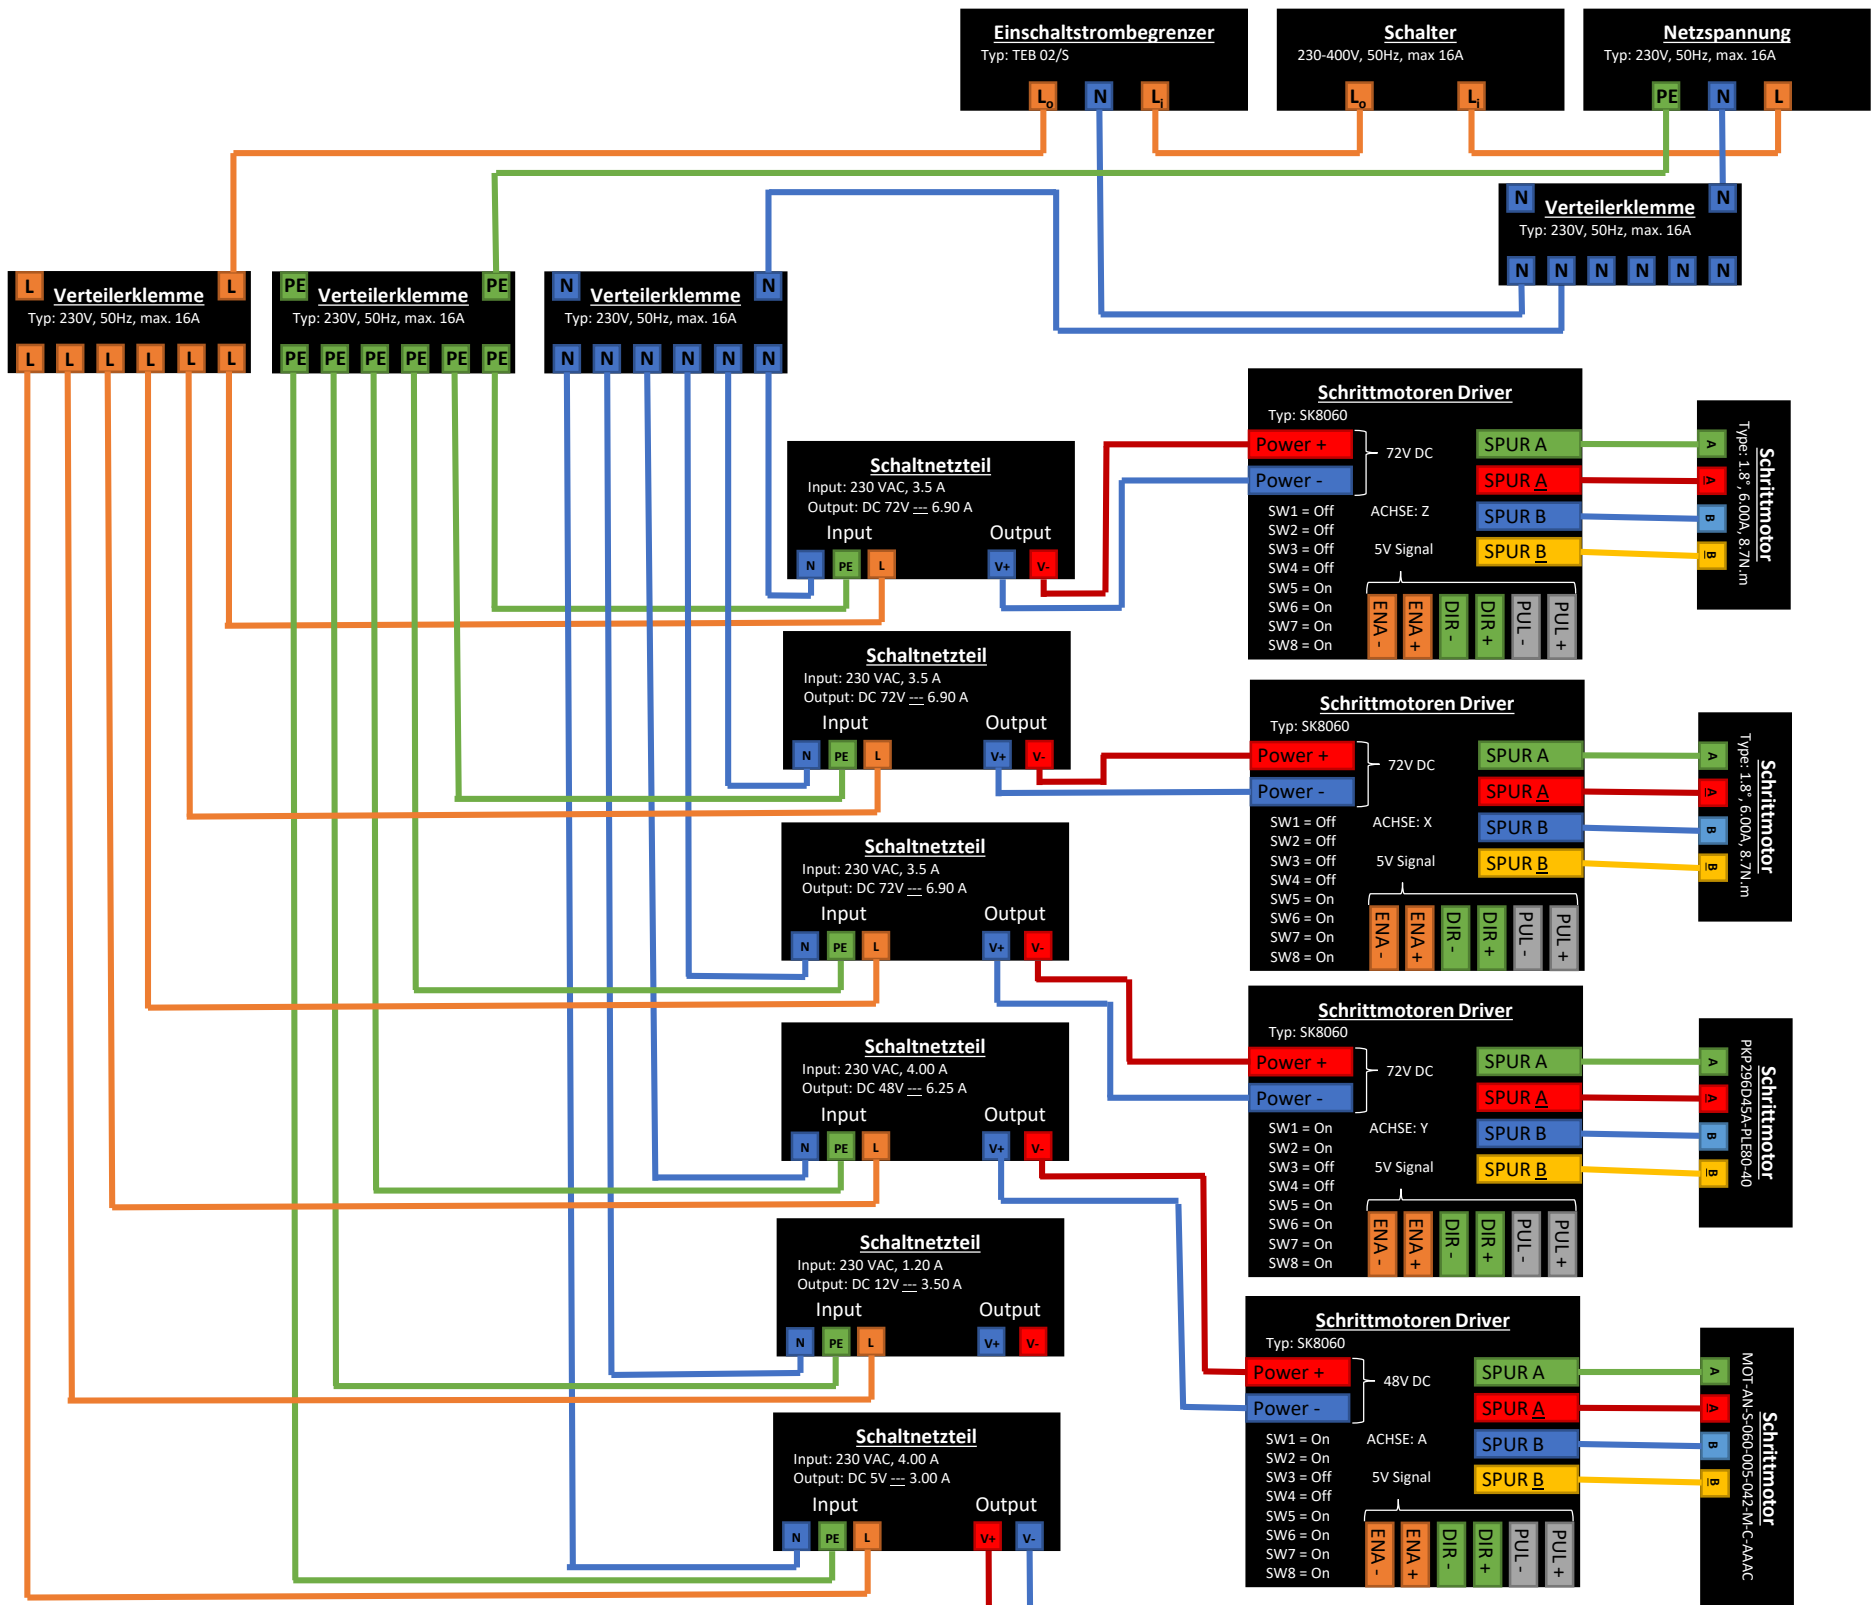 Einschaltstrombegrenzer
Typ: TEB 02/S
Lo N Li
Schalter
230-400V, 50Hz, max 16A
Lo Li
Netzspannung
Typ: 230V, 50Hz, max. 16A
PE N L
N N
Verteilerklemme
Typ: 230V, 50Hz, max. 16A
N N N N N N
L L
Verteilerklemme
Typ: 230V, 50Hz, max. 16A
L L L L L L
PE PE
Verteilerklemme
Typ: 230V, 50Hz, max. 16A
PE PE PE PE PE PE
N N
Verteilerklemme
Typ: 230V, 50Hz, max. 16A
N N N N N N
Schaltnetzteil
Input: 230 VAC, 3.5 A
Output: DC 72V --- 6.90 A
Input Output
N PE L V+ V-
Schaltnetzteil
Input: 230 VAC, 3.5 A
Output: DC 72V --- 6.90 A
Input Output
N PE L V+ V-
Schaltnetzteil
Input: 230 VAC, 3.5 A
Output: DC 72V --- 6.90 A
Input Output
N PE L V+ V-
Schaltnetzteil
Input: 230 VAC, 4.00 A
Output: DC 48V --- 6.25 A
Input Output
N PE L V+ V-
Schaltnetzteil
Input: 230 VAC, 1.20 A
Output: DC 12V --- 3.50 A
Input Output
N PE L V+ V-
Schaltnetzteil
Input: 230 VAC, 4.00 A
Output: DC 5V --- 3.00 A
Input Output
N PE L V+ V-
Schrittmotoren Driver
Typ: SK8060
Power +
Power -
72V DC
SPUR A
SPUR A
SPUR B
SPUR B
SW1 = Off
SW2 = Off
SW3 = Off
SW4 = Off
SW5 = On
SW6 = On
SW7 = On
SW8 = On
ACHSE: Z
5V Signal
ENA - ENA + DIR - DIR + PUL - PUL +
Schrittmotor
Type: 1.8°, 6.00A, 8.7N.m
A A B B
Schrittmotoren Driver
Typ: SK8060
Power +
Power -
72V DC
SPUR A
SPUR A
SPUR B
SPUR B
SW1 = Off
SW2 = Off
SW3 = Off
SW4 = Off
SW5 = On
SW6 = On
SW7 = On
SW8 = On
ACHSE: X
5V Signal
ENA - ENA + DIR - DIR + PUL - PUL +
Schrittmotor
Type: 1.8°, 6.00A, 8.7N.m
A A B B
Schrittmotoren Driver
Typ: SK8060
Power +
Power -
72V DC
SPUR A
SPUR A
SPUR B
SPUR B
SW1 = On
SW2 = On
SW3 = Off
SW4 = Off
SW5 = On
SW6 = On
SW7 = On
SW8 = On
ACHSE: Y
5V Signal
ENA - ENA + DIR - DIR + PUL - PUL +
Schrittmotor
PKP296D45A-PLE80-40
A A B B
Schrittmotoren Driver
Typ: SK8060
Power +
Power -
48V DC
SPUR A
SPUR A
SPUR B
SPUR B
SW1 = On
SW2 = On
SW3 = Off
SW4 = Off
SW5 = On
SW6 = On
SW7 = On
SW8 = On
ACHSE: A
5V Signal
ENA - ENA + DIR - DIR + PUL - PUL +
Schrittmotor
MOT-AN-S-060-005-042-M-C-AAAC
A A B B